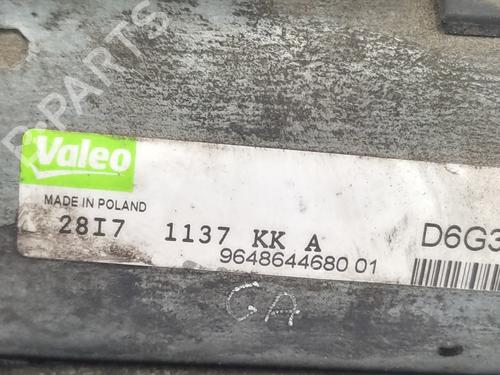 B-PARTS
Valeo
MADE IN POLAND
28I7 1137 KK A
D6G3
9648644680 01
GA